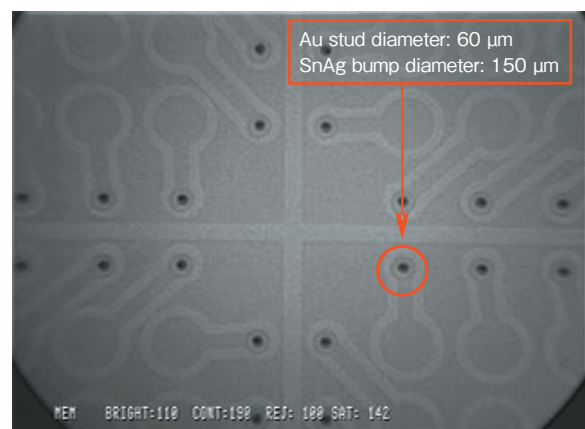 Au stud diameter: 60 µm
SnAg bump diameter: 150 µm
MEM BRIGHT:110 CONT:190 REJ: 100 SAT: 142